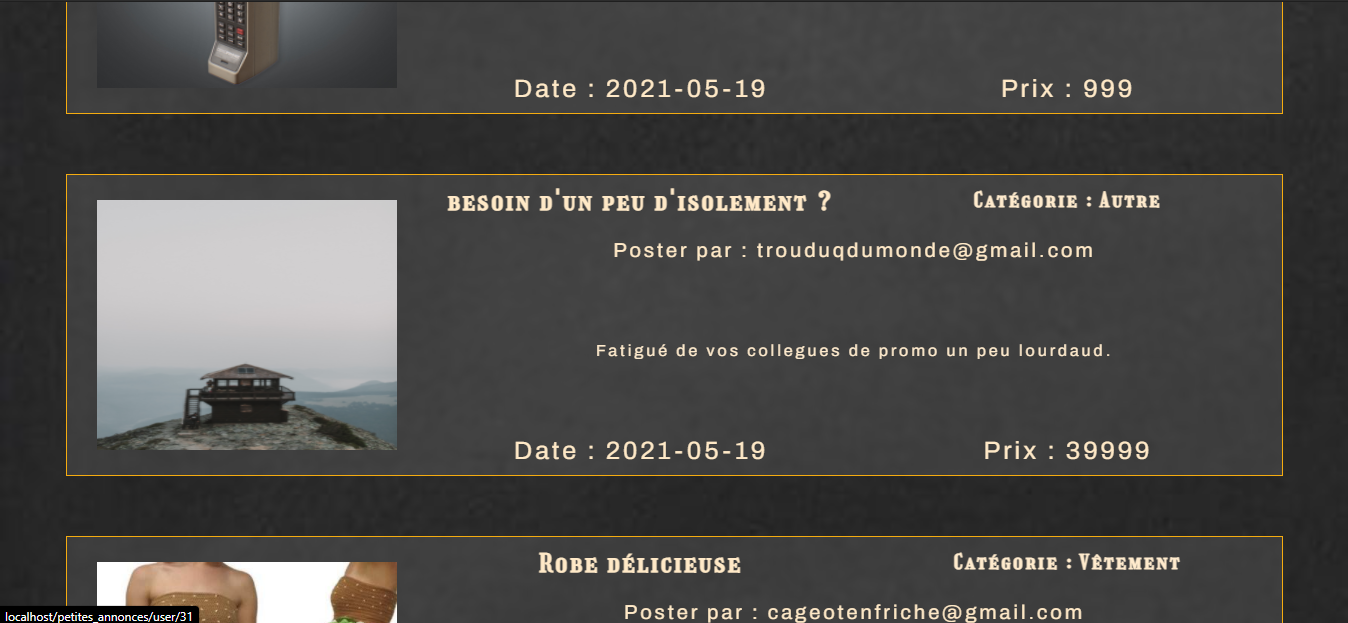 Date : 2021-05-19 Prix : 999
besoin d'un peu d'isolement ? Catégorie : Autre
Poster par : trouduqdumonde@gmail.com
Fatigué de vos collegues de promo un peu lourdaud.
Date : 2021-05-19 Prix : 39999
Robe délicieuse Catégorie : Vêtement
Poster par : cageotenfriche@gmail.com
localhost/petites_annonces/user/31